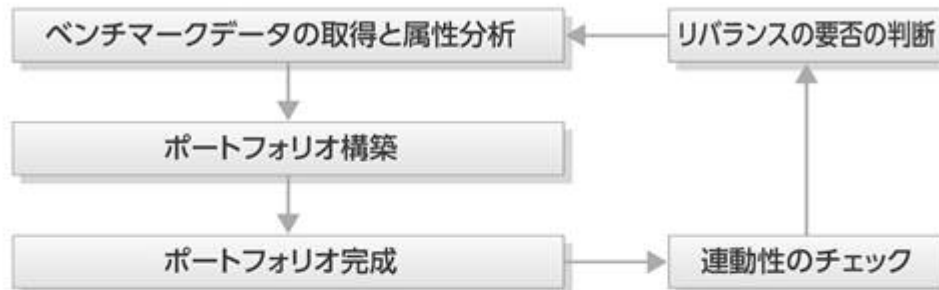 ベンチマークデータの取得と属性分析
リバランスの要否の判断
ポートフォリオ構築
ポートフォリオ完成
連動性のチェック